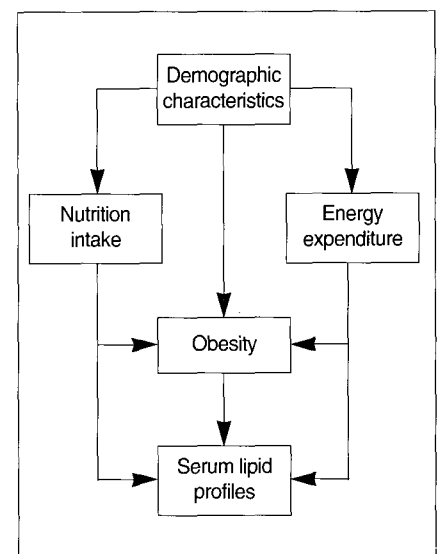 Demographic
characteristics
Nutrition
intake
Energy
expenditure
Obesity
Serum lipid
profiles